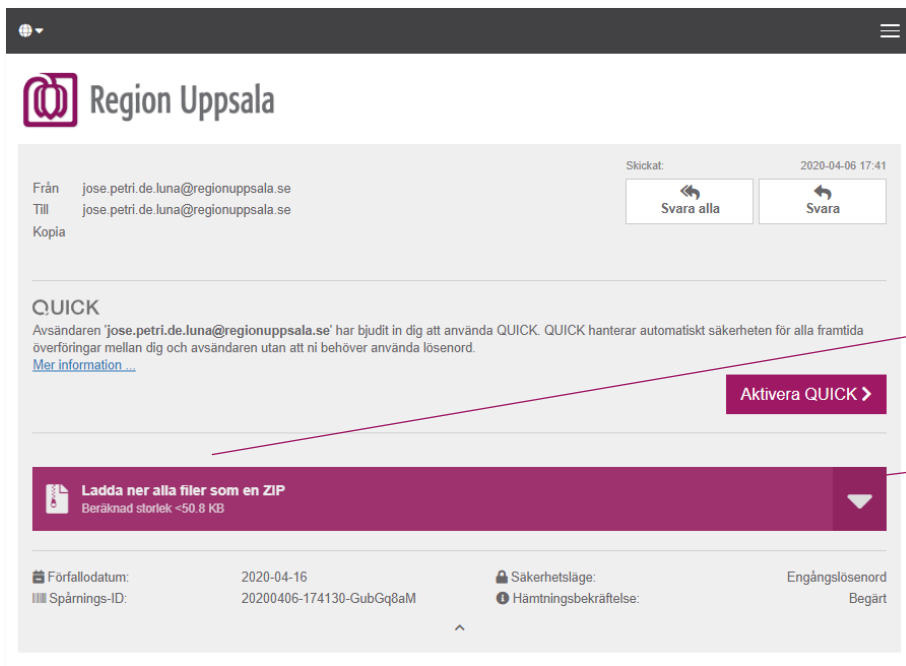 Region Uppsala
Skickat: 2020-04-06 17:41
Från jose.petri.de.luna@regionuppsala.se
Till jose.petri.de.luna@regionuppsala.se
Kopia
Svara alla
Svara
QUICK
Avsändaren 'jose.petri.de.luna@regionuppsala.se' har bjudit in dig att använda QUICK. QUICK hanterar automatiskt säkerheten för alla framtida
överföringar mellan dig och avsändaren utan att ni behöver använda lösenord.
Mer information ...
Aktivera QUICK
Ladda ner alla filer som en ZIP
Beräknad storlek <50.8 KB
Förfallodatum: 2020-04-16 Säkerhetsläge: Engångslösenord
Spårnings-ID: 20200406-174130-GubGq8aM Hämtningsbekräftelse: Begärt